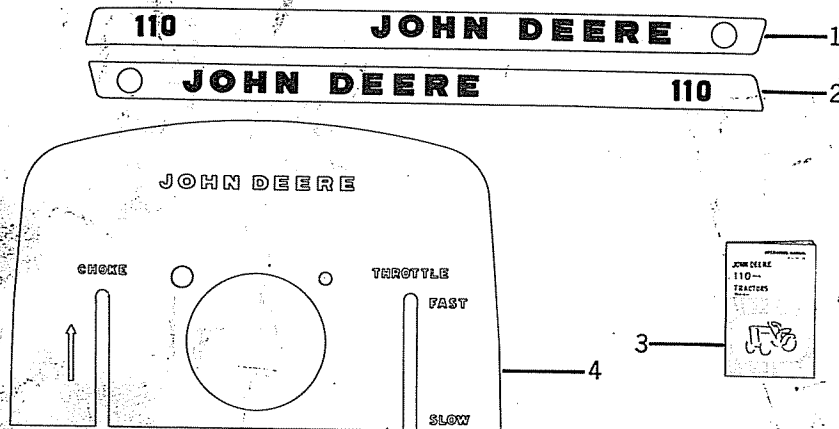 110 JOHN DEERE 1
JOHN DEERE 110 2
JOHN DEERE
CHOKE
THROTTLE
FAST
SLOW
4
3
JOHN DEERE
110
TRACTORS